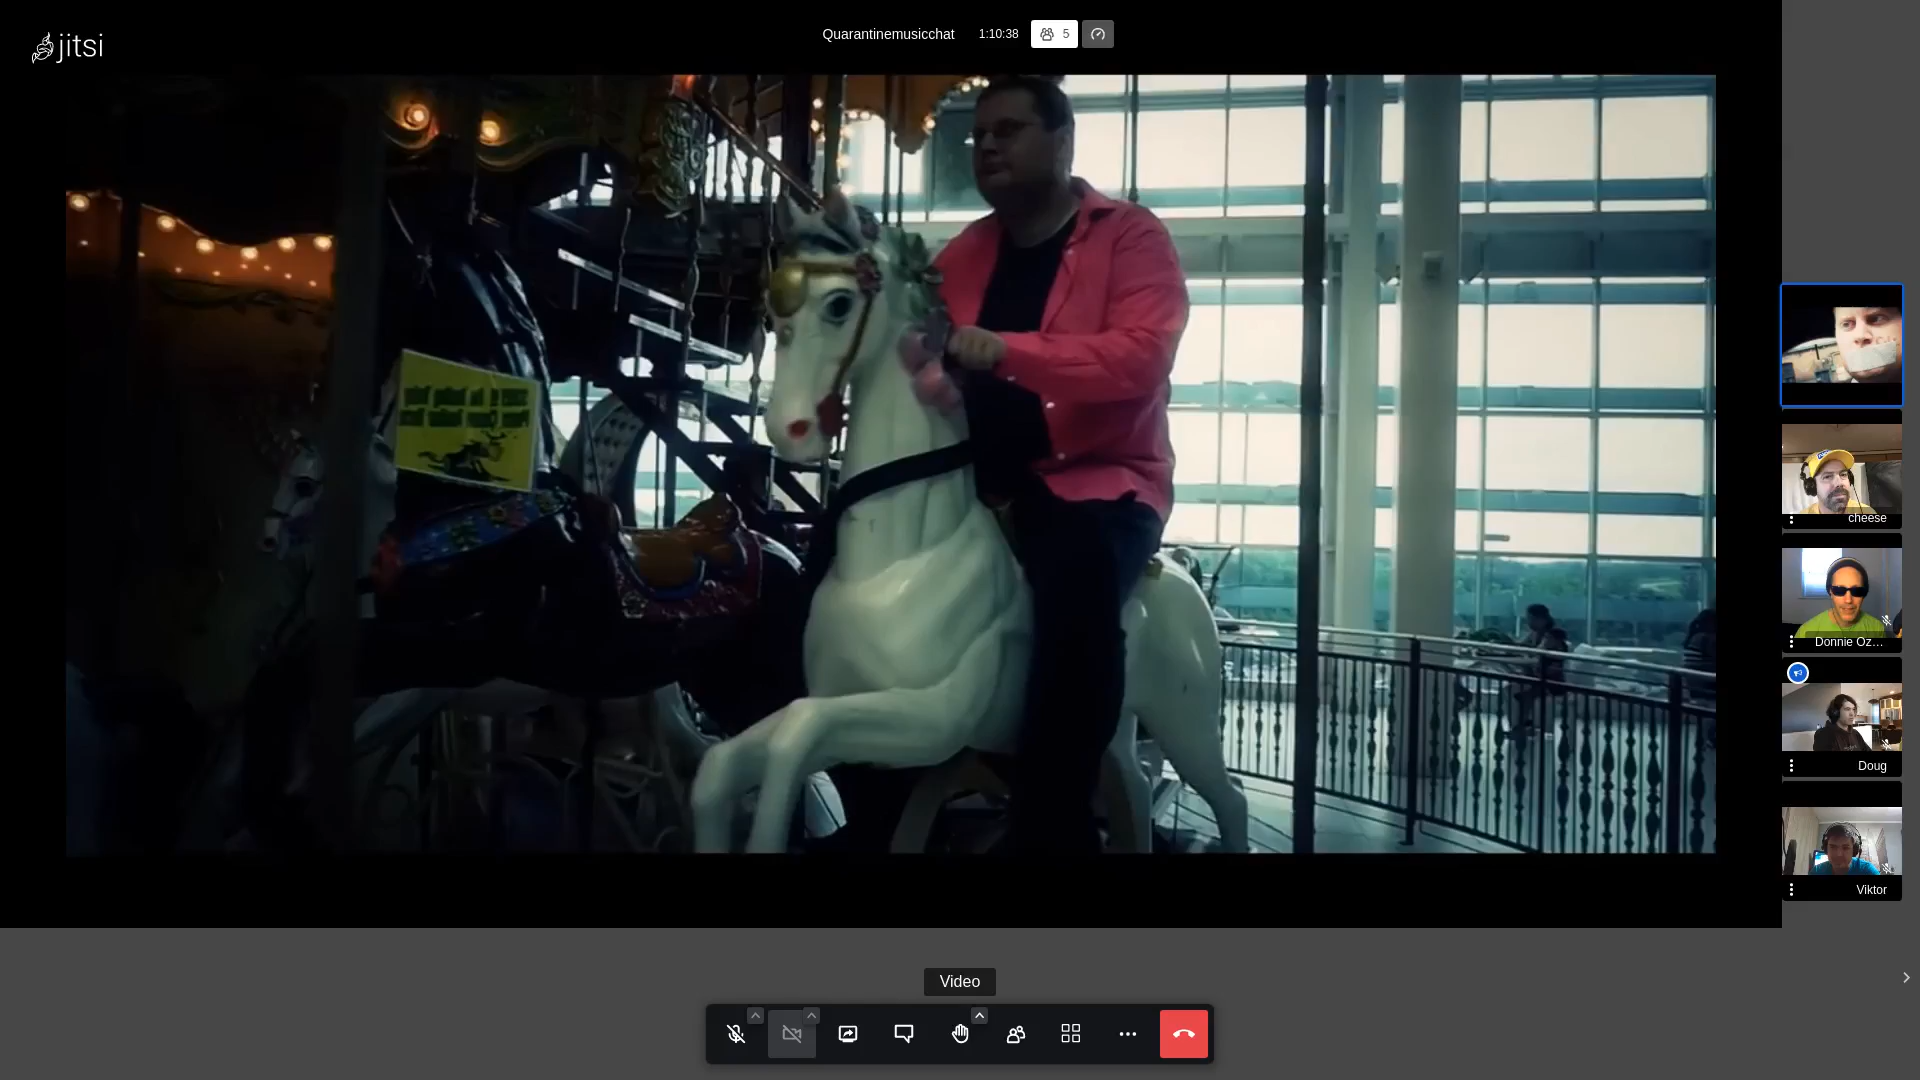 jitsi
Quarantinemusicchat 1:10:38 5
cheese
Donnie Oz...
Doug
Viktor
Video